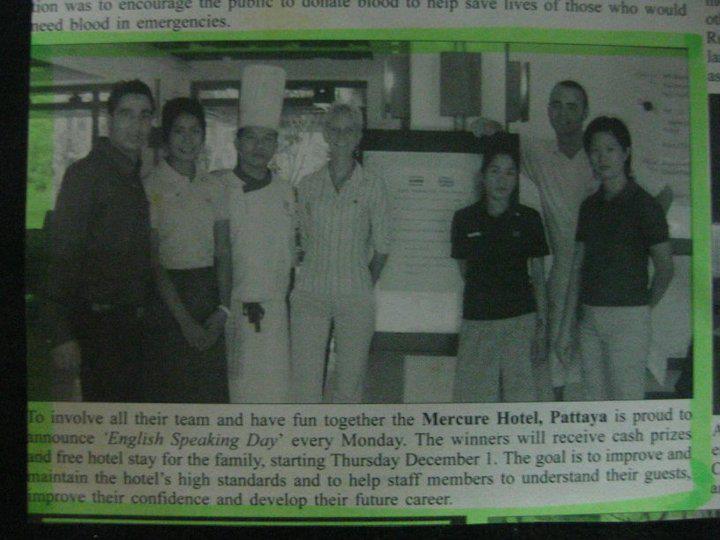 tion was to encourage the public to donate blood to help save lives of those who would
need blood in emergencies.
To involve all their team and have fun together the Mercure Hotel, Pattaya is proud to
announce 'English Speaking Day' every Monday. The winners will receive cash prizes
and free hotel stay for the family, starting Thursday December 1. The goal is to improve and
maintain the hotel's high standards and to help staff members to understand their guests,
improve their confidence and develop their future career.